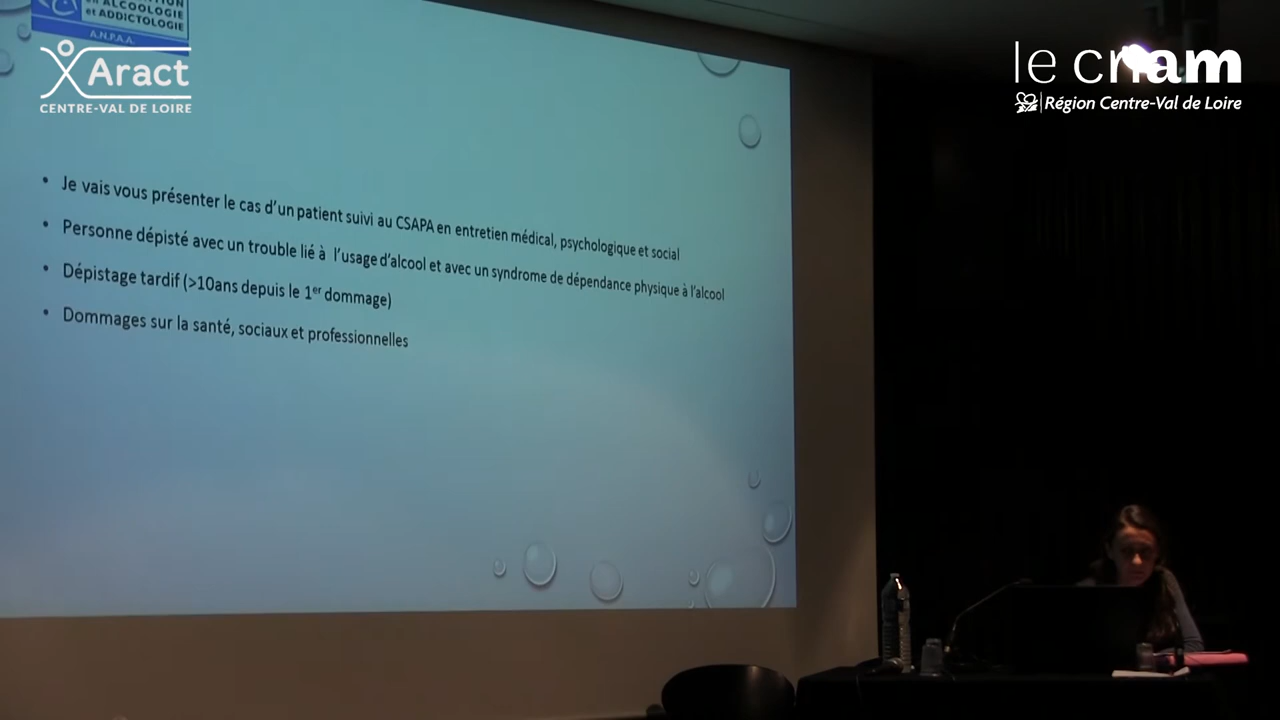 en ALCOOLOGIE
et ADDICTOLOGIE
A.N.P.A.A.
Aract
CENTRE-VAL DE LOIRE
le cnam
Région Centre-Val de Loire
• Je vais vous présenter le cas d'un patient suivi au CSAPA en entretien médical, psychologique et social
• Personne dépisté avec un trouble lié à l'usage d'alcool et avec un syndrome de dépendance physique à l'alcool
• Dépistage tardif (>10ans depuis le 1er dommage)
• Dommages sur la santé, sociaux et professionnelles